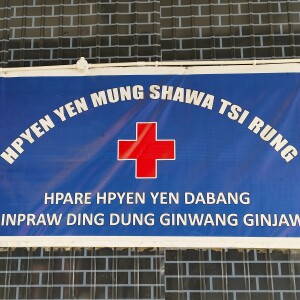 HPYEN YEN MUNG SHAWA TSI RUNG
HPARE HPYEN YEN DABANG
INPRAW DING DUNG GINWANG GINJAW